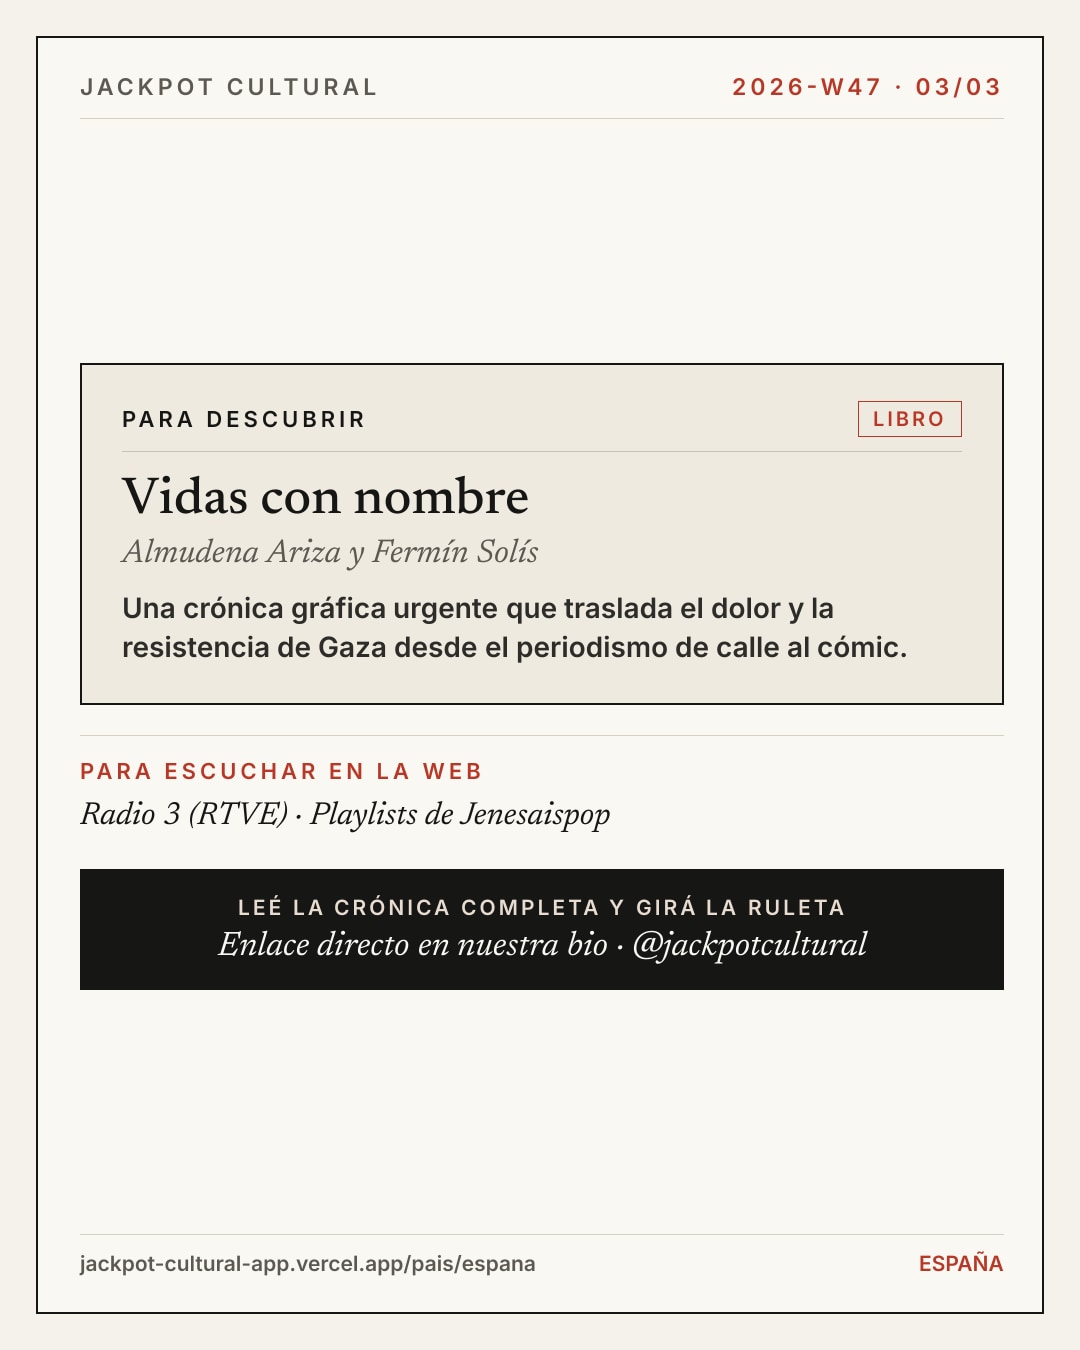 JACKPOT CULTURAL
2026-W47 · 03/03
PARA DESCUBRIR
LIBRO
Vidas con nombre
Almudena Ariza y Fermín Solís
Una crónica gráfica urgente que traslada el dolor y la
resistencia de Gaza desde el periodismo de calle al cómic.
PARA ESCUCHAR EN LA WEB
Radio 3 (RTVE) · Playlists de Jenesaispop
LEÉ LA CRÓNICA COMPLETA Y GIRÁ LA RULETA
Enlace directo en nuestra bio · @jackpotcultural
jackpot-cultural-app.vercel.app/pais/espana
ESPAÑA